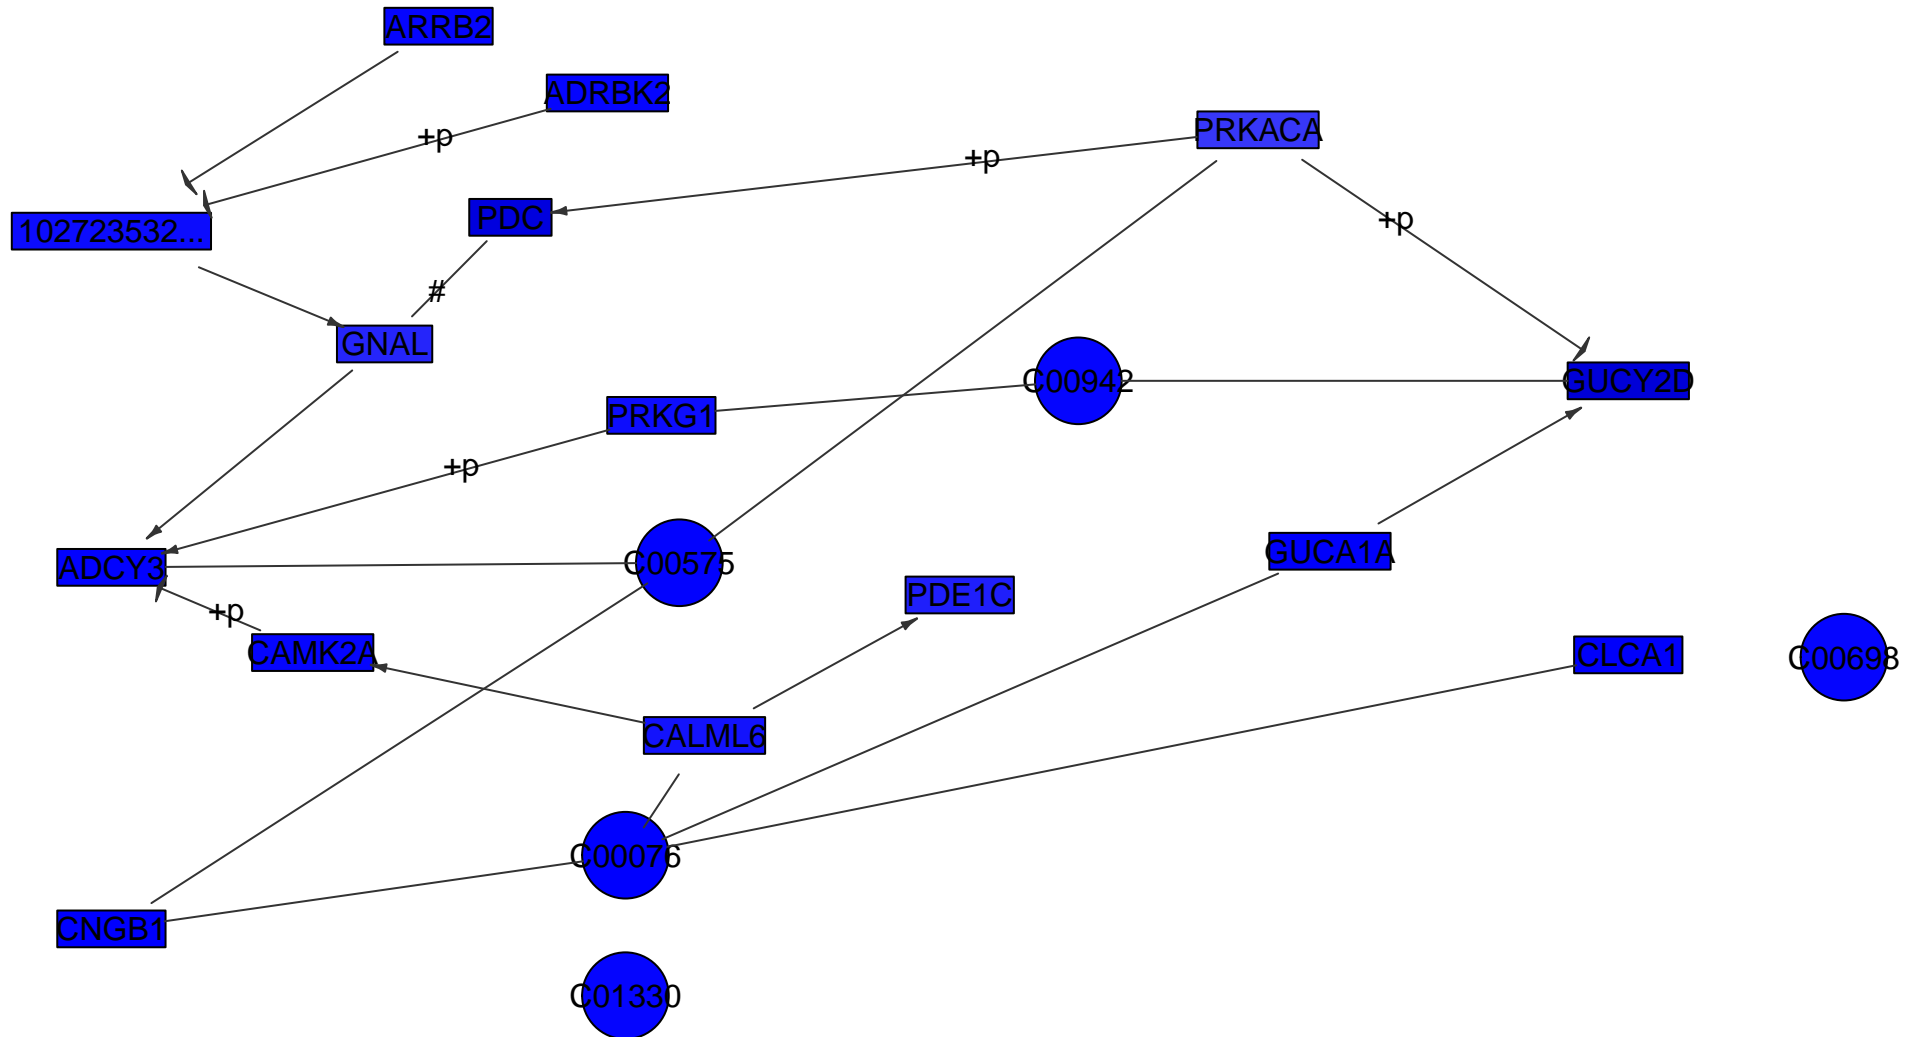 ARRB2
ADRBK2
PRKACA
+p
+p
PDC
+p
102723532...
#
GNAL
C00942
GUCY2D
PRKG1
+p
GUCA1A
ADCY3
C00575
PDE1C
+p
CAMK2A
CLCA1
C00698
CALML6
C00076
CNGB1
C01330